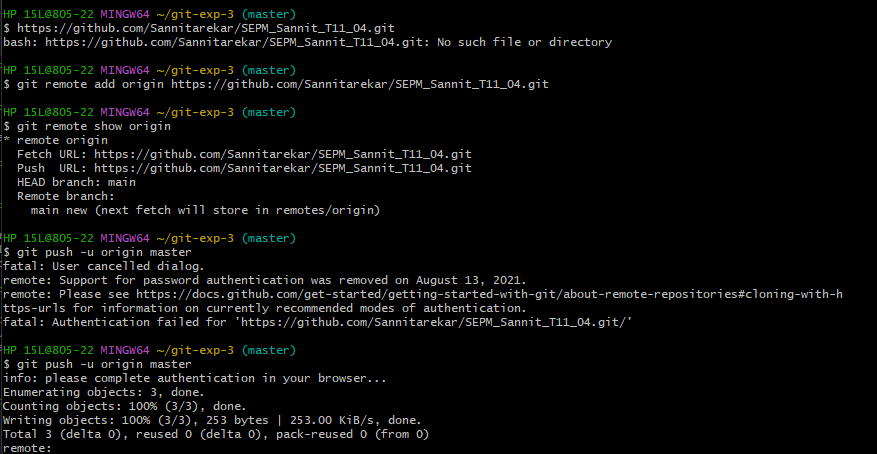 HP 15L@805-22 MINGW64 ~/git-exp-3 (master)
$ https://github.com/Sannitarekar/SEPM_Sannit_T11_04.git
bash: https://github.com/Sannitarekar/SEPM_Sannit_T11_04.git: No such file or directory
HP 15L@805-22 MINGW64 ~/git-exp-3 (master)
$ git remote add origin https://github.com/Sannitarekar/SEPM_Sannit_T11_04.git
HP 15L@805-22 MINGW64 ~/git-exp-3 (master)
$ git remote show origin
* remote origin
  Fetch URL: https://github.com/Sannitarekar/SEPM_Sannit_T11_04.git
  Push  URL: https://github.com/Sannitarekar/SEPM_Sannit_T11_04.git
  HEAD branch: main
  Remote branch:
    main new (next fetch will store in remotes/origin)
HP 15L@805-22 MINGW64 ~/git-exp-3 (master)
$ git push -u origin master
fatal: User cancelled dialog.
remote: Support for password authentication was removed on August 13, 2021.
remote: Please see https://docs.github.com/get-started/getting-started-with-git/about-remote-repositories#cloning-with-h
ttps-urls for information on currently recommended modes of authentication.
fatal: Authentication failed for 'https://github.com/Sannitarekar/SEPM_Sannit_T11_04.git/'
HP 15L@805-22 MINGW64 ~/git-exp-3 (master)
$ git push -u origin master
info: please complete authentication in your browser...
Enumerating objects: 3, done.
Counting objects: 100% (3/3), done.
Writing objects: 100% (3/3), 253 bytes | 253.00 KiB/s, done.
Total 3 (delta 0), reused 0 (delta 0), pack-reused 0 (from 0)
remote: